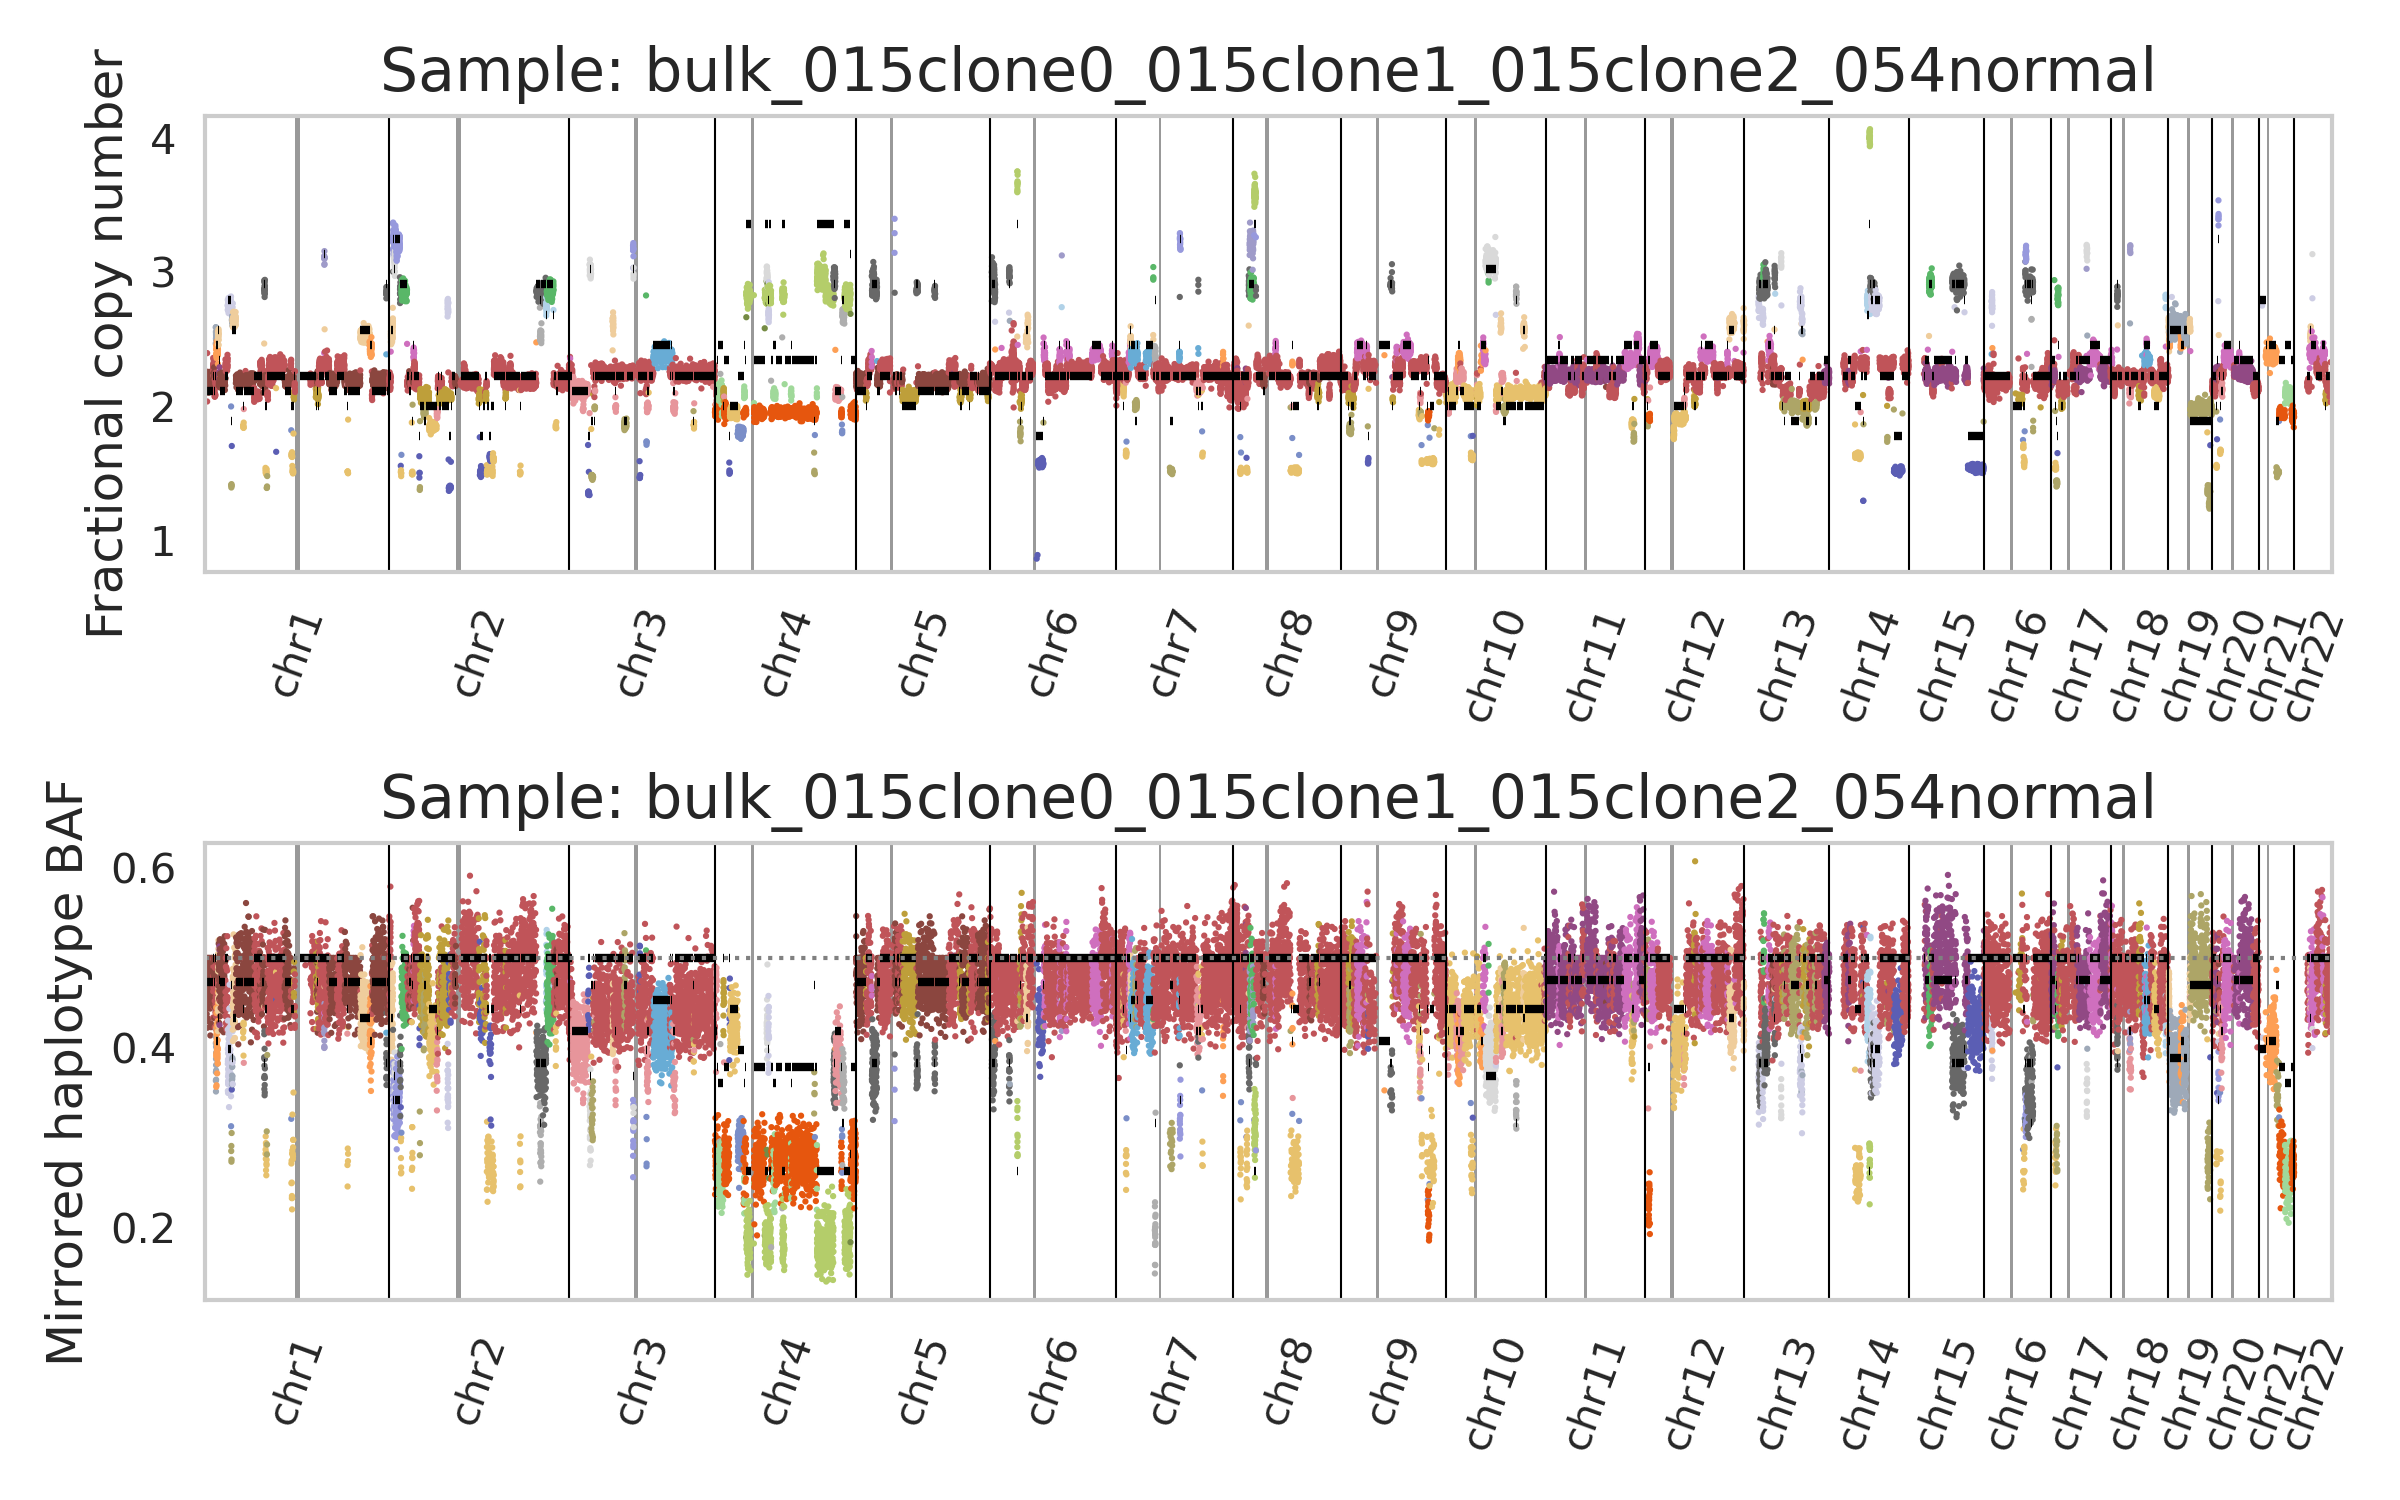 Sample: bulk_015clone0_015clone1_015clone2_054normal
Fractional copy number
4
3
2
1
chr1 chr2 chr3 chr4 chr5 chr6 chr7 chr8 chr9 chr10 chr11 chr12 chr13 chr14 chr15 chr16 chr17 chr18 chr19 chr20 chr21 chr22
Sample: bulk_015clone0_015clone1_015clone2_054normal
Mirrored haplotype BAF
0.6
0.4
0.2
chr1 chr2 chr3 chr4 chr5 chr6 chr7 chr8 chr9 chr10 chr11 chr12 chr13 chr14 chr15 chr16 chr17 chr18 chr19 chr20 chr21 chr22